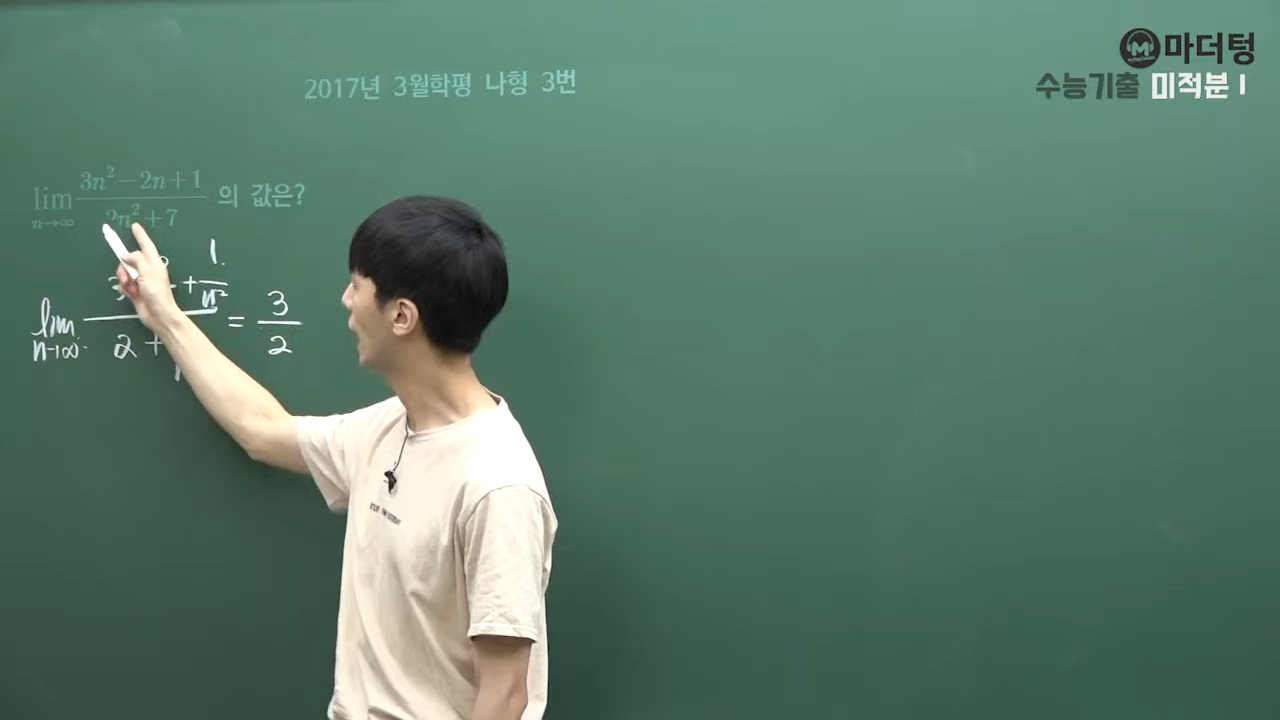 마더텅
수능기출 미적분 I
2017년 3월학평 나형 3번
lim n→∞ (3n² − 2n + 1)/(2n² + 7) 의 값은?
lim n→∞ + 1/n² = 3/2
2 +